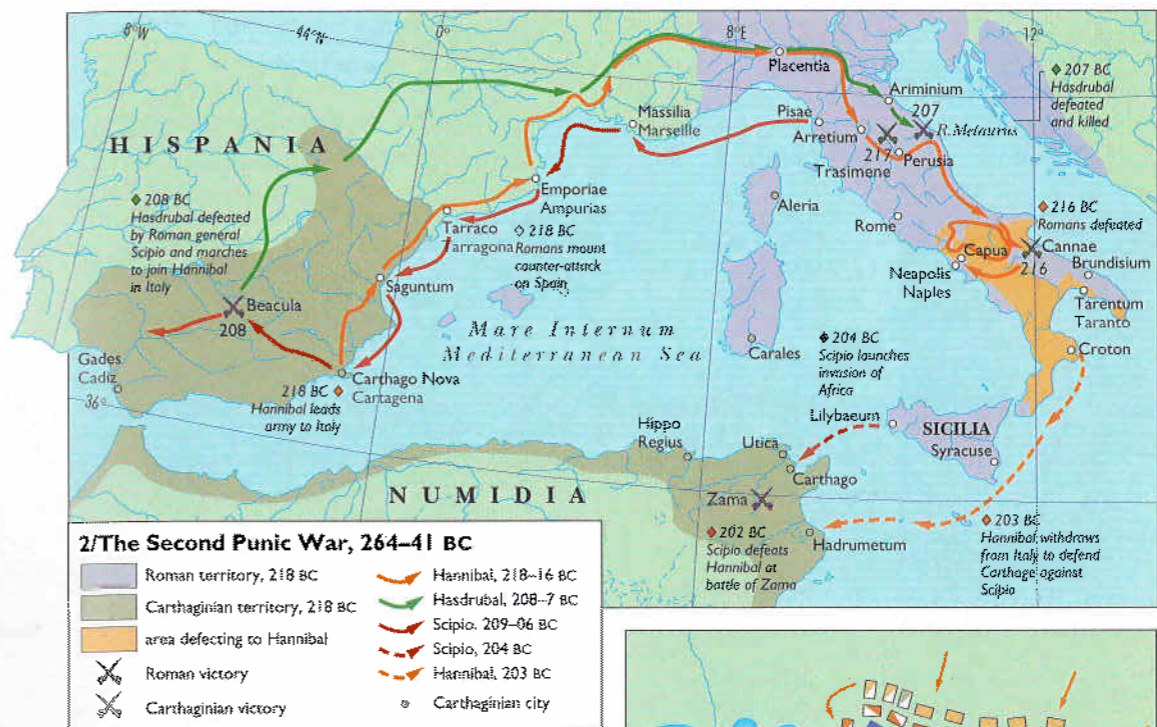 8°W
44°N
0°
8°E
12°
Placentia
Ariminium
207
R. Metaurus
207 BC
Hasdrubal
defeated
and killed
Massilia
Marseille
Pisae
Arretium
217
Trasimene
Perusia
HISPANIA
Emporiae
Ampurias
Aleria
Rome
216 BC
Romans defeated
208 BC
Hasdrubal defeated
by Roman general
Scipio and marches
to join Hannibal
in Italy
Tarraco
Tarragona
218 BC
Romans mount
counter-attack
on Spain
Capua
Cannae
216
Neapolis
Naples
Brundisium
Saguntum
Tarentum
Taranto
Beacula
208
Mare Internum
Mediterranean Sea
Carales
204 BC
Scipio launches
invasion of
Africa
Croton
Gades
Cadiz
36°
218 BC
Hannibal leads
army to Italy
Carthago Nova
Cartagena
Lilybaeum
SICILIA
Syracuse
Hippo
Regius
Utica
Carthago
NUMIDIA
Zama
202 BC
Scipio defeats
Hannibal at
battle of Zama
Hadrumetum
203 BC
Hannibal withdraws
from Italy to defend
Carthage against
Scipio
2/The Second Punic War, 264–41 BC
Roman territory, 218 BC
Carthaginian territory, 218 BC
area defecting to Hannibal
Roman victory
Carthaginian victory
Hannibal, 218–16 BC
Hasdrubal, 208–7 BC
Scipio, 209–06 BC
Scipio, 204 BC
Hannibal, 203 BC
Carthaginian city